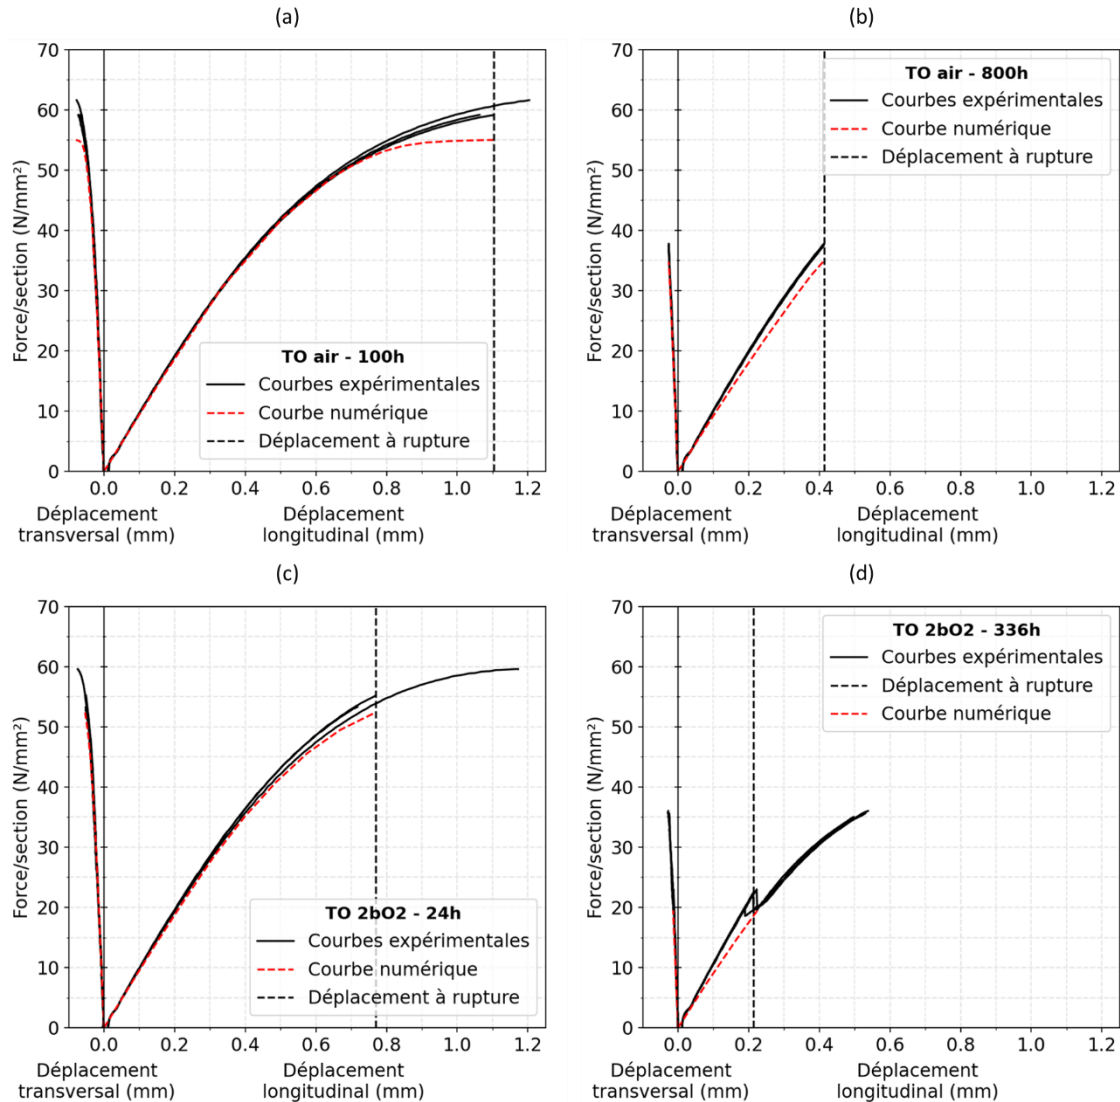 (a)
70
60
50
40
30
20
10
0
Force/section (N/mm²)
TO air - 100h
Courbes expérimentales
Courbe numérique
Déplacement à rupture
0.0 0.2 0.4 0.6 0.8 1.0 1.2
Déplacement
transversal (mm)
Déplacement
longitudinal (mm)
(b)
70
60
50
40
30
20
10
0
Force/section (N/mm²)
TO air - 800h
Courbes expérimentales
Courbe numérique
Déplacement à rupture
0.0 0.2 0.4 0.6 0.8 1.0 1.2
Déplacement
transversal (mm)
Déplacement
longitudinal (mm)
(c)
70
60
50
40
30
20
10
0
Force/section (N/mm²)
TO 2bO2 - 24h
Courbes expérimentales
Courbe numérique
Déplacement à rupture
0.0 0.2 0.4 0.6 0.8 1.0 1.2
Déplacement
transversal (mm)
Déplacement
longitudinal (mm)
(d)
70
60
50
40
30
20
10
0
Force/section (N/mm²)
TO 2bO2 - 336h
Courbes expérimentales
Déplacement à rupture
Courbe numérique
0.0 0.2 0.4 0.6 0.8 1.0 1.2
Déplacement
transversal (mm)
Déplacement
longitudinal (mm)